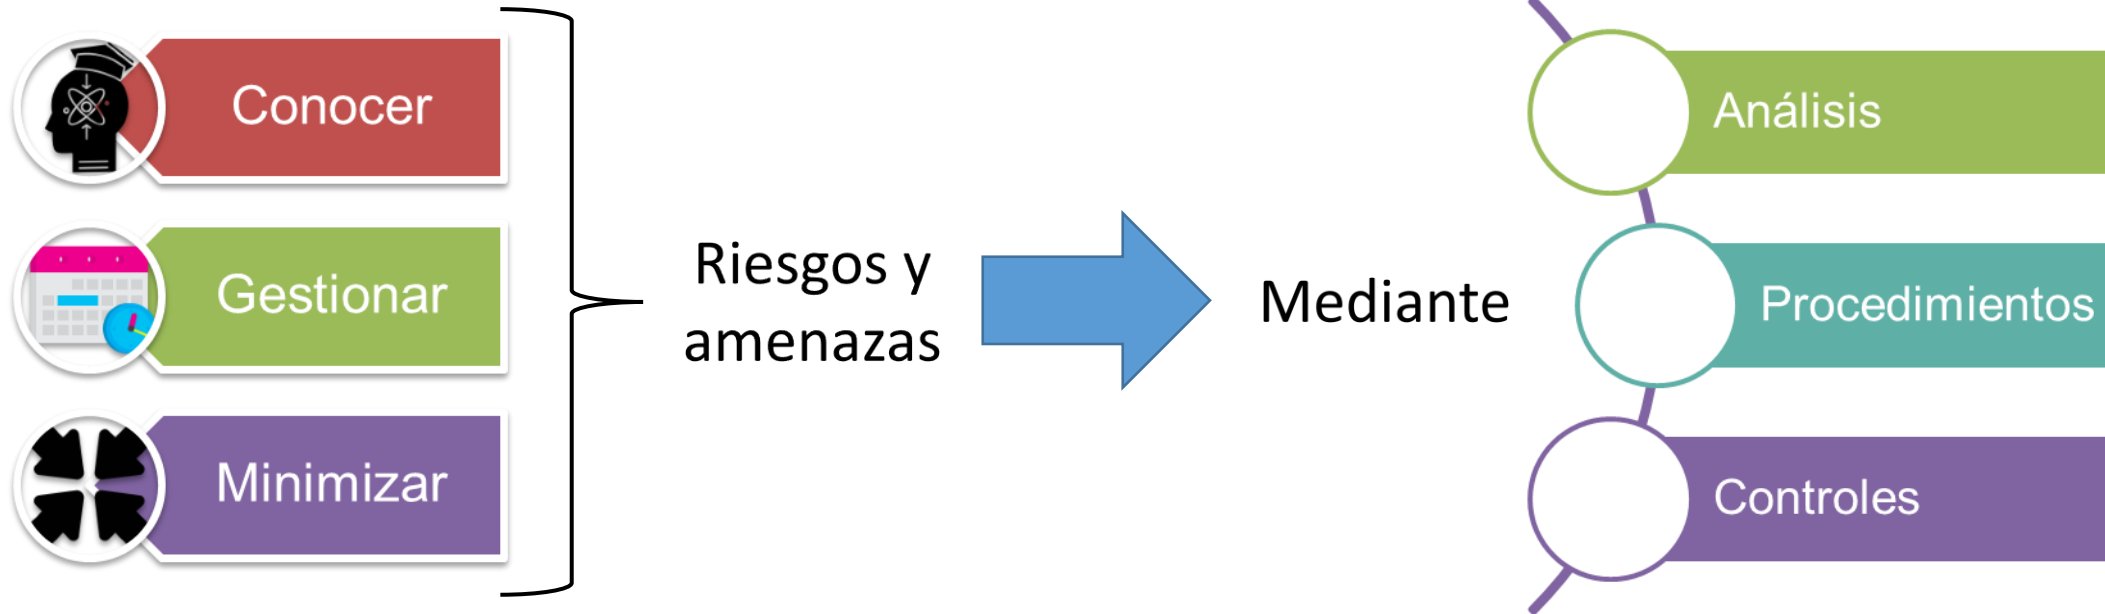 Conocer
Gestionar
Minimizar
Riesgos y
amenazas
Mediante
Análisis
Procedimientos
Controles